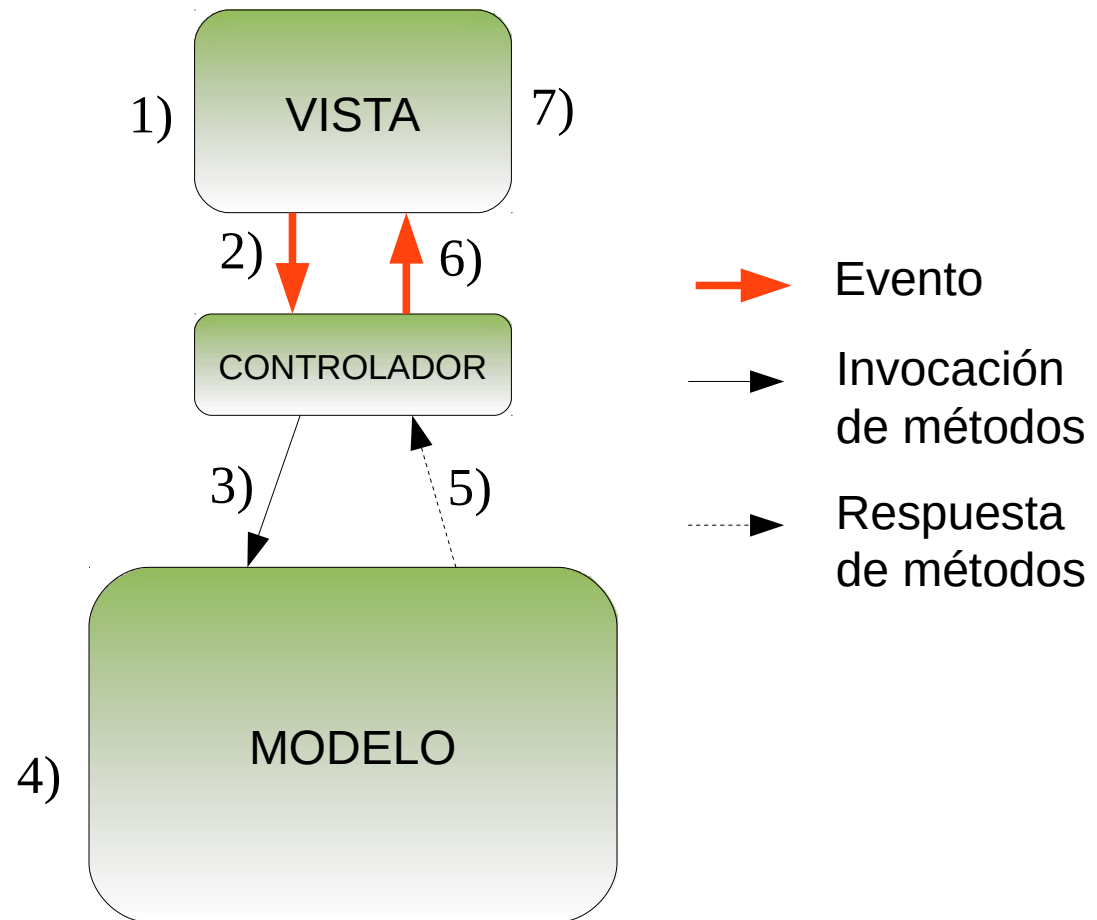 1)
VISTA
7)
2)
6)
CONTROLADOR
3)
5)
MODELO
4)
Evento
Invocación
de métodos
Respuesta
de métodos